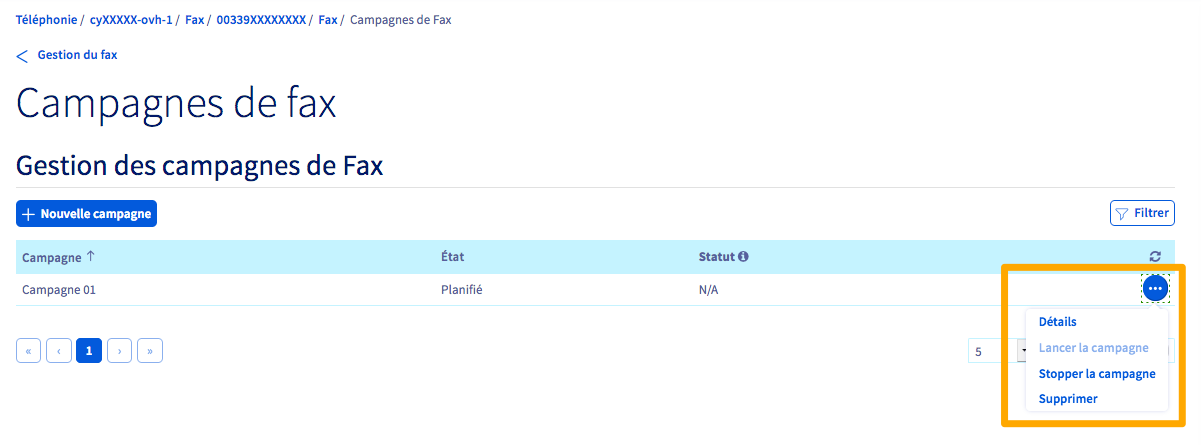 Téléphonie / cyXXXXX-ovh-1 / Fax / 00339XXXXXXXX / Fax / Campagnes de Fax
Gestion du fax
Campagnes de fax
Gestion des campagnes de Fax
+ Nouvelle campagne
Filtrer
Campagne ↑ État Statut
Campagne 01 Planifié N/A
Détails
Lancer la campagne
Stopper la campagne
Supprimer
« ‹ 1 › » 5